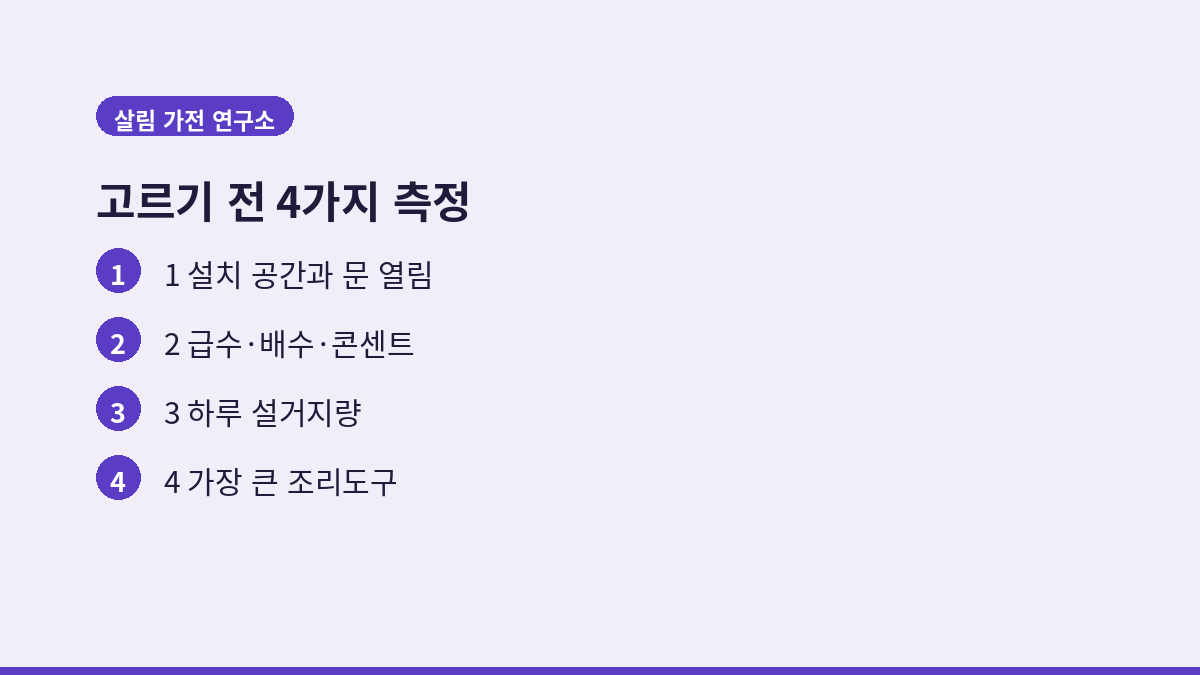 살림 가전 연구소
고르기 전 4가지 측정
1 1 설치 공간과 문 열림
2 2 급수·배수·콘센트
3 3 하루 설거지량
4 4 가장 큰 조리도구